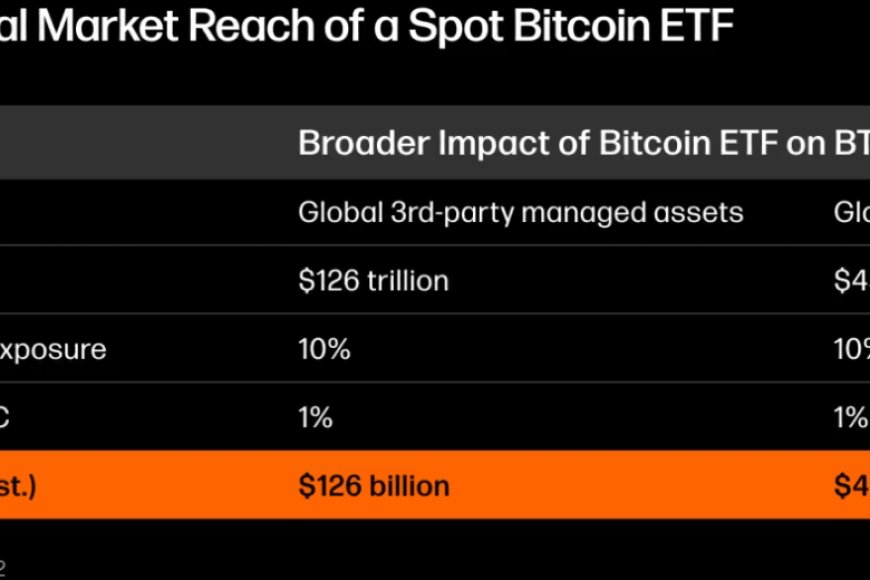 al Market Reach of a Spot Bitcoin ETF
Broader Impact of Bitcoin ETF on BT
Global 3rd-party managed assets Glo
$126 trillion $4
xposure 10% 10%
C 1% 1%
st.) $126 billion $4
2